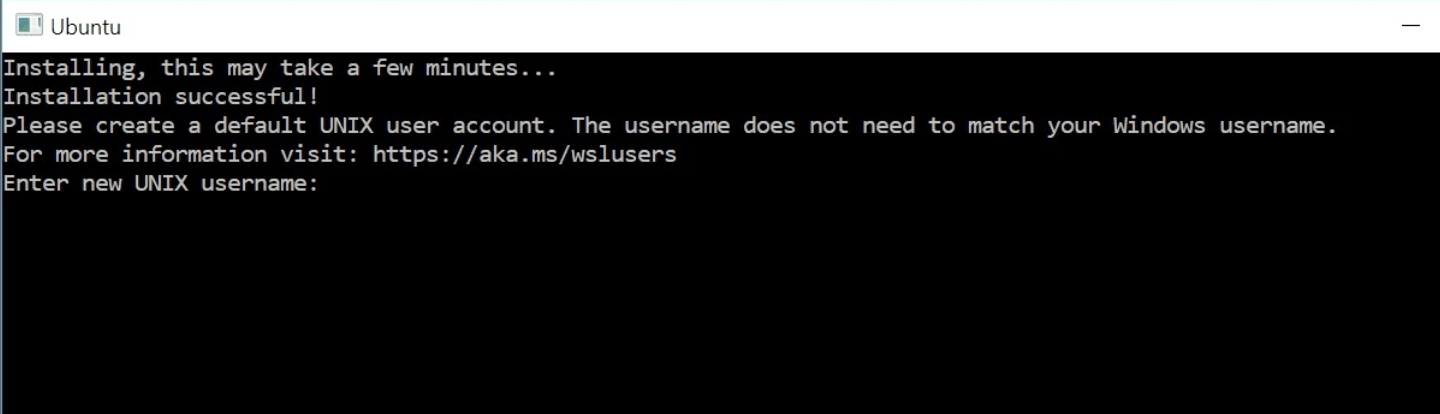 Ubuntu
Installing, this may take a few minutes...
Installation successful!
Please create a default UNIX user account. The username does not need to match your Windows username.
For more information visit: https://aka.ms/wslusers
Enter new UNIX username: